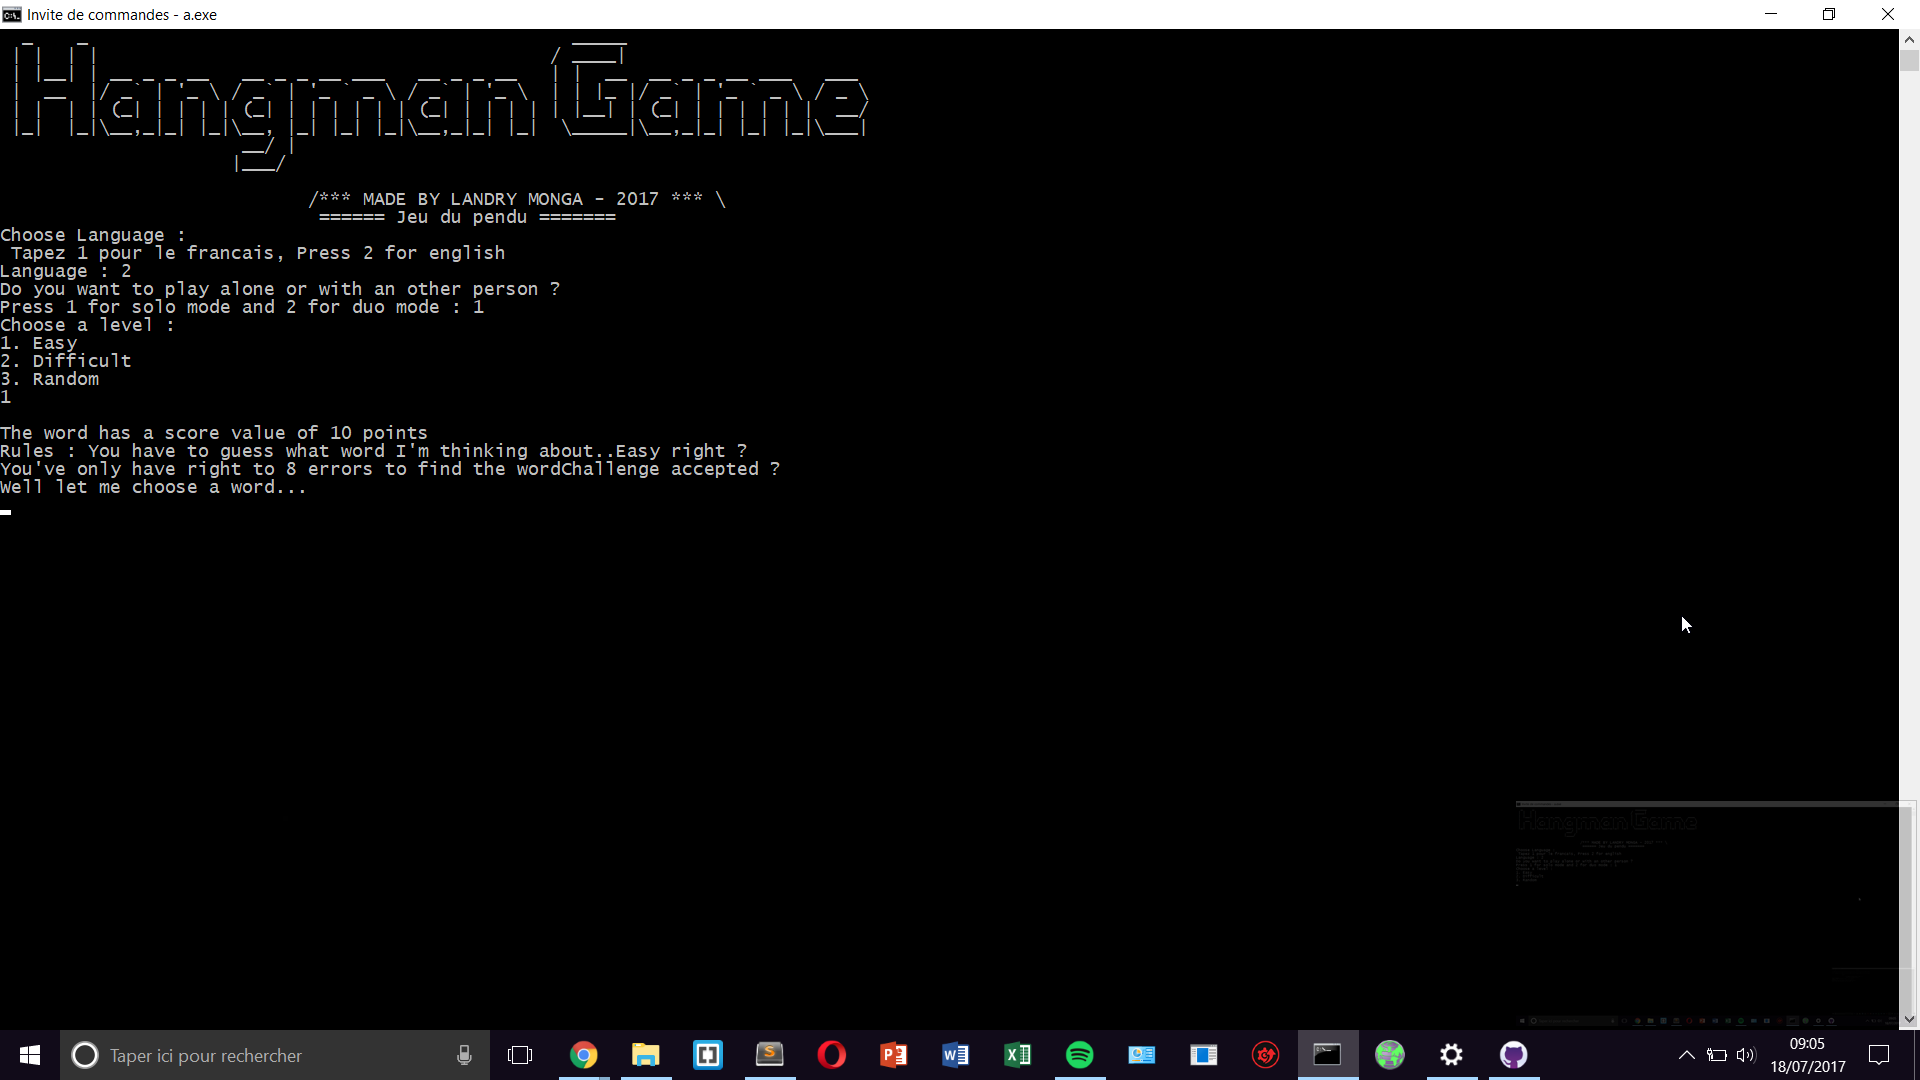 Invite de commandes - a.exe
Hangman Game
/*** MADE BY LANDRY MONGA - 2017 *** \
====== Jeu du pendu =======
Choose Language :
Tapez 1 pour le francais, Press 2 for english
Language : 2
Do you want to play alone or with an other person ?
Press 1 for solo mode and 2 for duo mode : 1
Choose a level :
1. Easy
2. Difficult
3. Random
1
The word has a score value of 10 points
Rules : You have to guess what word I'm thinking about..Easy right ?
You've only have right to 8 errors to find the wordChallenge accepted ?
Well let me choose a word...
Taper ici pour rechercher
09:05
18/07/2017